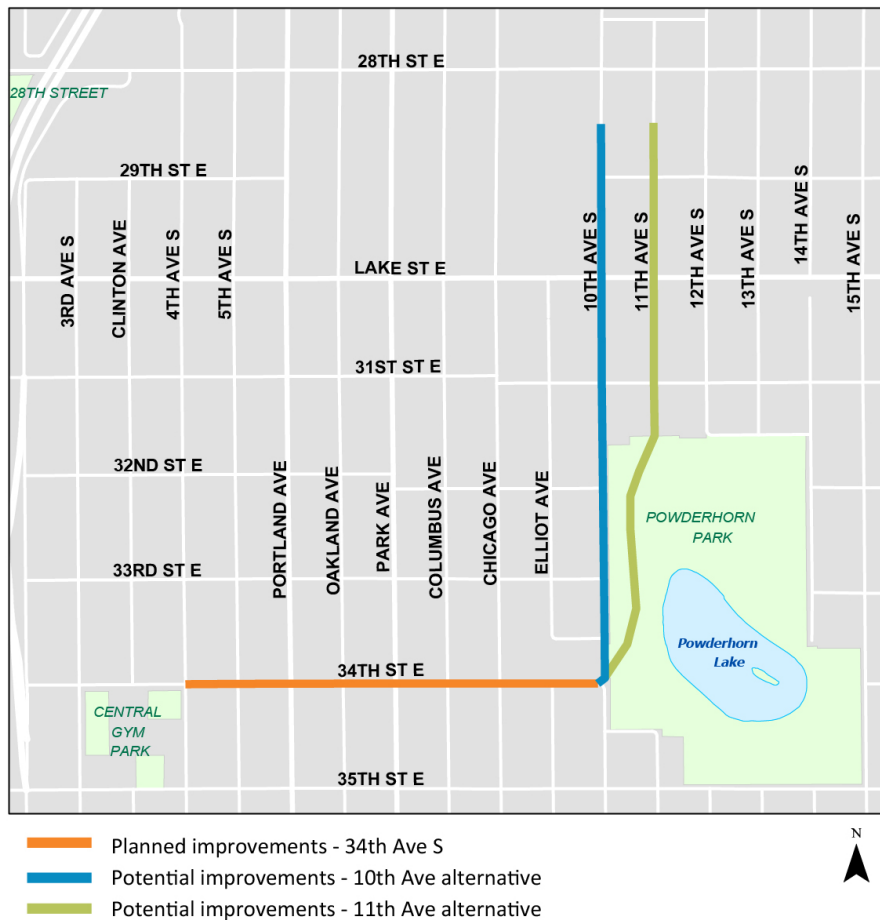 28TH ST E
28TH STREET
29TH ST E
3RD AVE S
CLINTON AVE
4TH AVE S
5TH AVE S
LAKE ST E
10TH AVE S
11TH AVE S
12TH AVE S
13TH AVE S
14TH AVE S
15TH AVE S
31ST ST E
32ND ST E
PORTLAND AVE
OAKLAND AVE
PARK AVE
COLUMBUS AVE
CHICAGO AVE
ELLIOT AVE
POWDERHORN
PARK
33RD ST E
Powderhorn
Lake
34TH ST E
CENTRAL
GYM
PARK
35TH ST E
Planned improvements - 34th Ave S
Potential improvements - 10th Ave alternative
Potential improvements - 11th Ave alternative
N